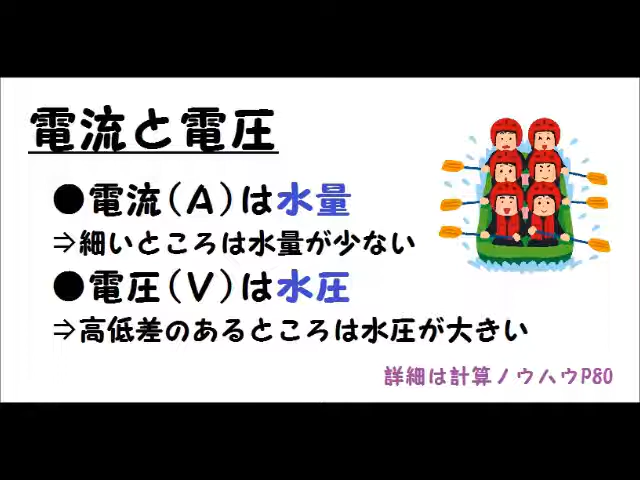 電流と電圧
●電流(A)は水量
⇒細いところは水量が少ない
●電圧(V)は水圧
⇒高低差のあるところは水圧が大きい
詳細は計算ノウハウP80